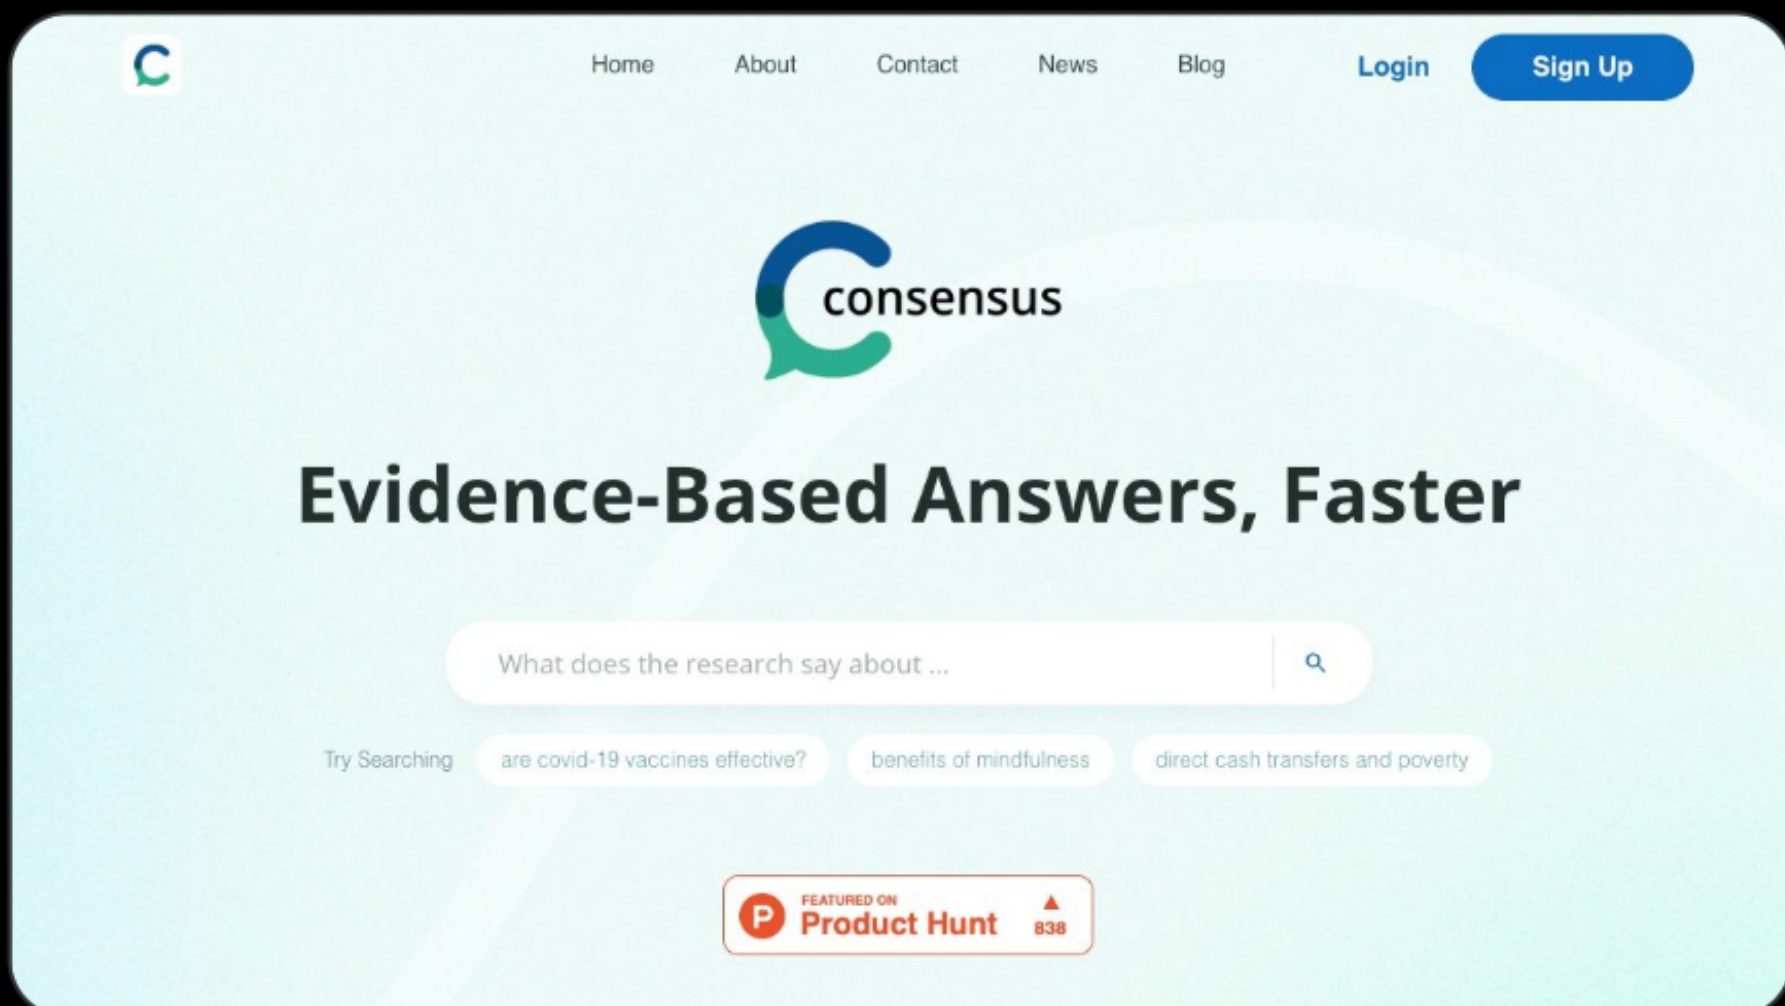 Home About Contact News Blog Login Sign Up
consensus
Evidence-Based Answers, Faster
What does the research say about ...
Try Searching are covid-19 vaccines effective? benefits of mindfulness direct cash transfers and poverty
P FEATURED ON
Product Hunt
▲ 838